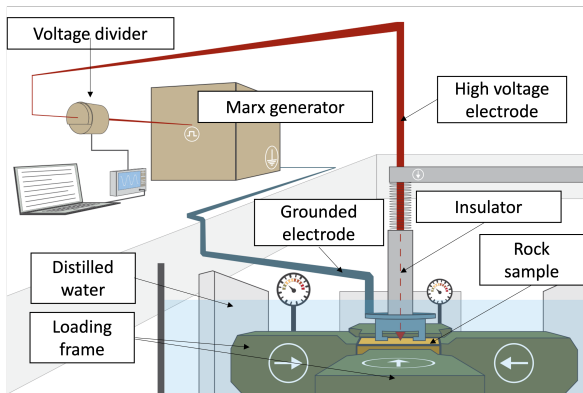 Voltage divider
Marx generator
High voltage
electrode
Grounded
electrode
Insulator
Rock
sample
Distilled
water
Loading
frame